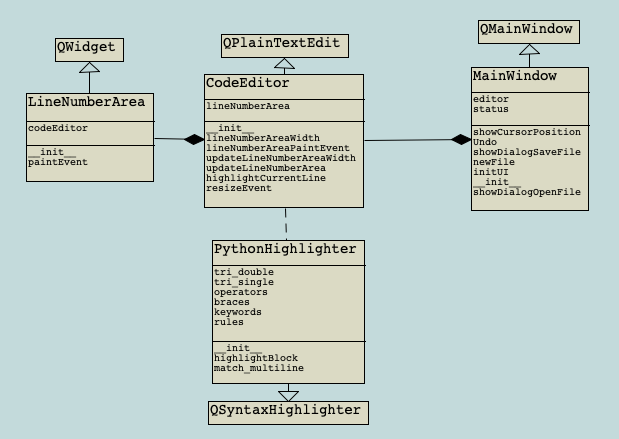 QWidget
LineNumberArea
codeEditor
__init__
paintEvent
QPlainTextEdit
CodeEditor
lineNumberArea
__init__
lineNumberAreaWidth
lineNumberAreaPaintEvent
updateLineNumberAreaWidth
updateLineNumberArea
highlightCurrentLine
resizeEvent
QMainWindow
MainWindow
editor
status
showCursorPosition
Undo
showDialogSaveFile
newFile
initUI
__init__
showDialogOpenFile
PythonHighlighter
tri_double
tri_single
operators
braces
keywords
rules
__init__
highlightBlock
match_multiline
QSyntaxHighlighter